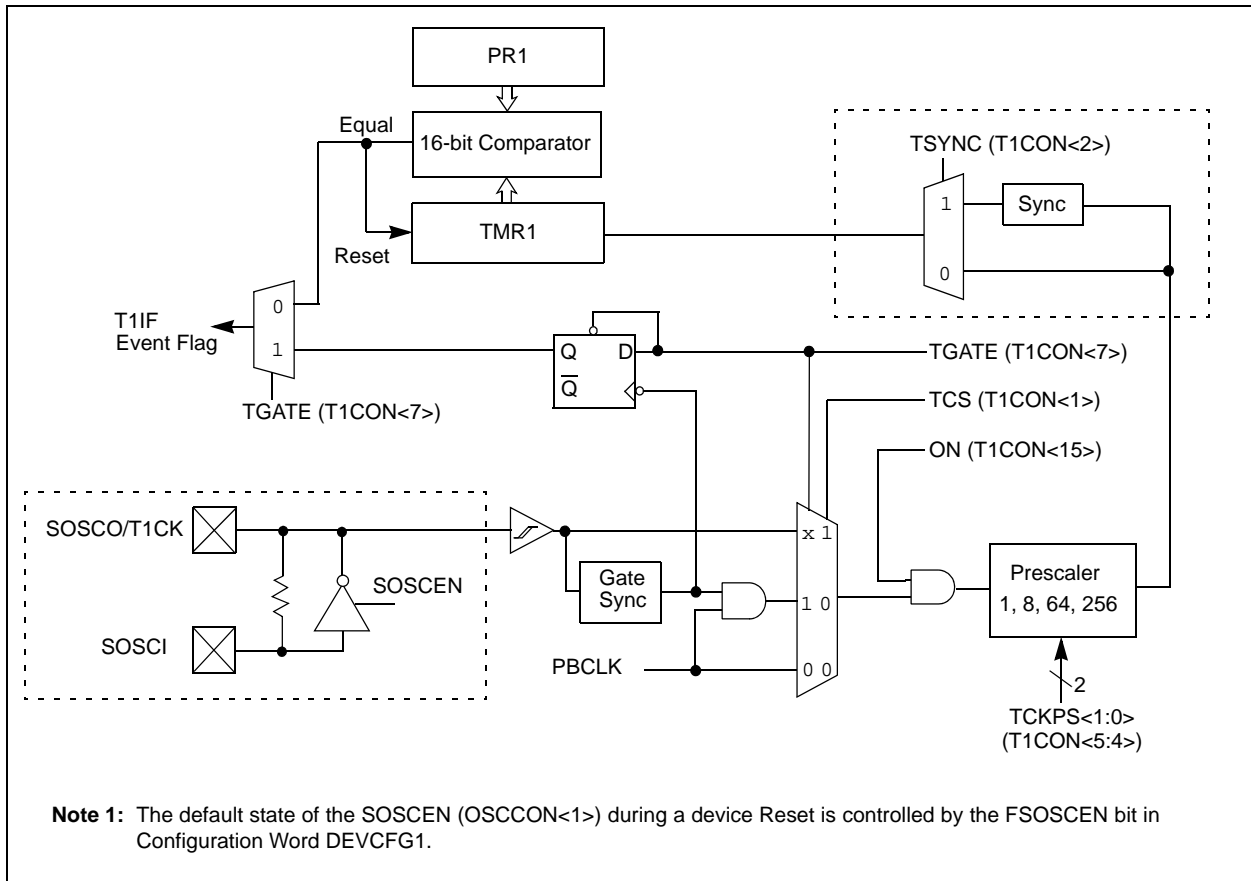 PR1
Equal
16-bit Comparator
TSYNC (T1CON<2>)
1
Sync
TMR1
Reset
0
0
T1IF
Event Flag
1
Q
D
TGATE (T1CON<7>)
Q
TGATE (T1CON<7>)
TCS (T1CON<1>)
ON (T1CON<15>)
SOSCO/T1CK
x 1
SOSCEN
Gate
Sync
Prescaler
1, 8, 64, 256
1 0
SOSCI
PBCLK
0 0
2
TCKPS<1:0>
(T1CON<5:4>)
Note 1: The default state of the SOSCEN (OSCCON<1>) during a device Reset is controlled by the FSOSCEN bit in
Configuration Word DEVCFG1.